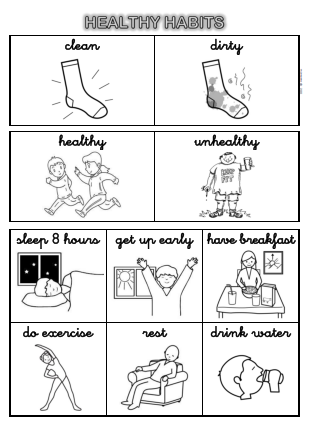 HEALTHY HABITS
clean
dirty
healthy
unhealthy
sleep 8 hours
get up early
have breakfast
do exercise
rest
drink water